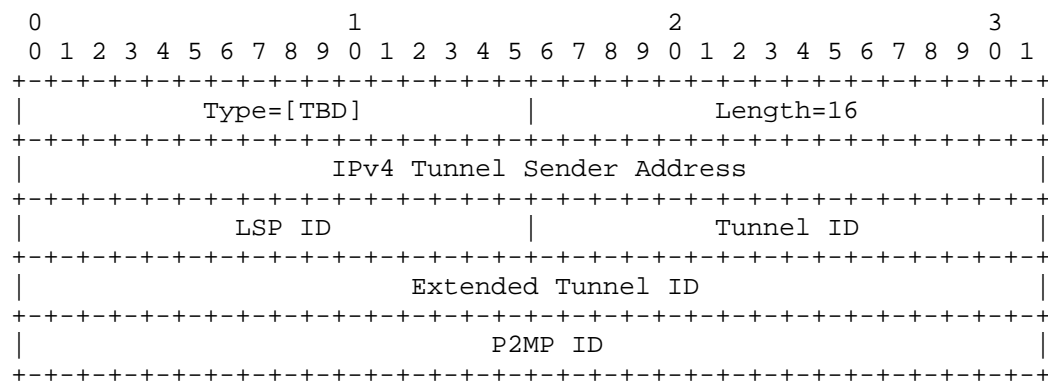 0                   1                   2                   3
 0 1 2 3 4 5 6 7 8 9 0 1 2 3 4 5 6 7 8 9 0 1 2 3 4 5 6 7 8 9 0 1
+-+-+-+-+-+-+-+-+-+-+-+-+-+-+-+-+-+-+-+-+-+-+-+-+-+-+-+-+-+-+-+-+
|           Type=[TBD]          |           Length=16           |
+-+-+-+-+-+-+-+-+-+-+-+-+-+-+-+-+-+-+-+-+-+-+-+-+-+-+-+-+-+-+-+-+
|                   IPv4 Tunnel Sender Address                  |
+-+-+-+-+-+-+-+-+-+-+-+-+-+-+-+-+-+-+-+-+-+-+-+-+-+-+-+-+-+-+-+-+
|             LSP ID            |           Tunnel ID           |
+-+-+-+-+-+-+-+-+-+-+-+-+-+-+-+-+-+-+-+-+-+-+-+-+-+-+-+-+-+-+-+-+
|                        Extended Tunnel ID                     |
+-+-+-+-+-+-+-+-+-+-+-+-+-+-+-+-+-+-+-+-+-+-+-+-+-+-+-+-+-+-+-+-+
|                             P2MP ID                           |
+-+-+-+-+-+-+-+-+-+-+-+-+-+-+-+-+-+-+-+-+-+-+-+-+-+-+-+-+-+-+-+-+